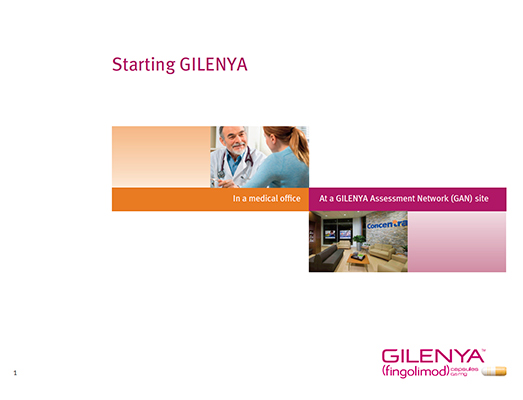 Starting GILENYA
In a medical office
At a GILENYA Assessment Network (GAN) site
Concentra
GILENYA™
(fingolimod) capsules
0.5 mg
1